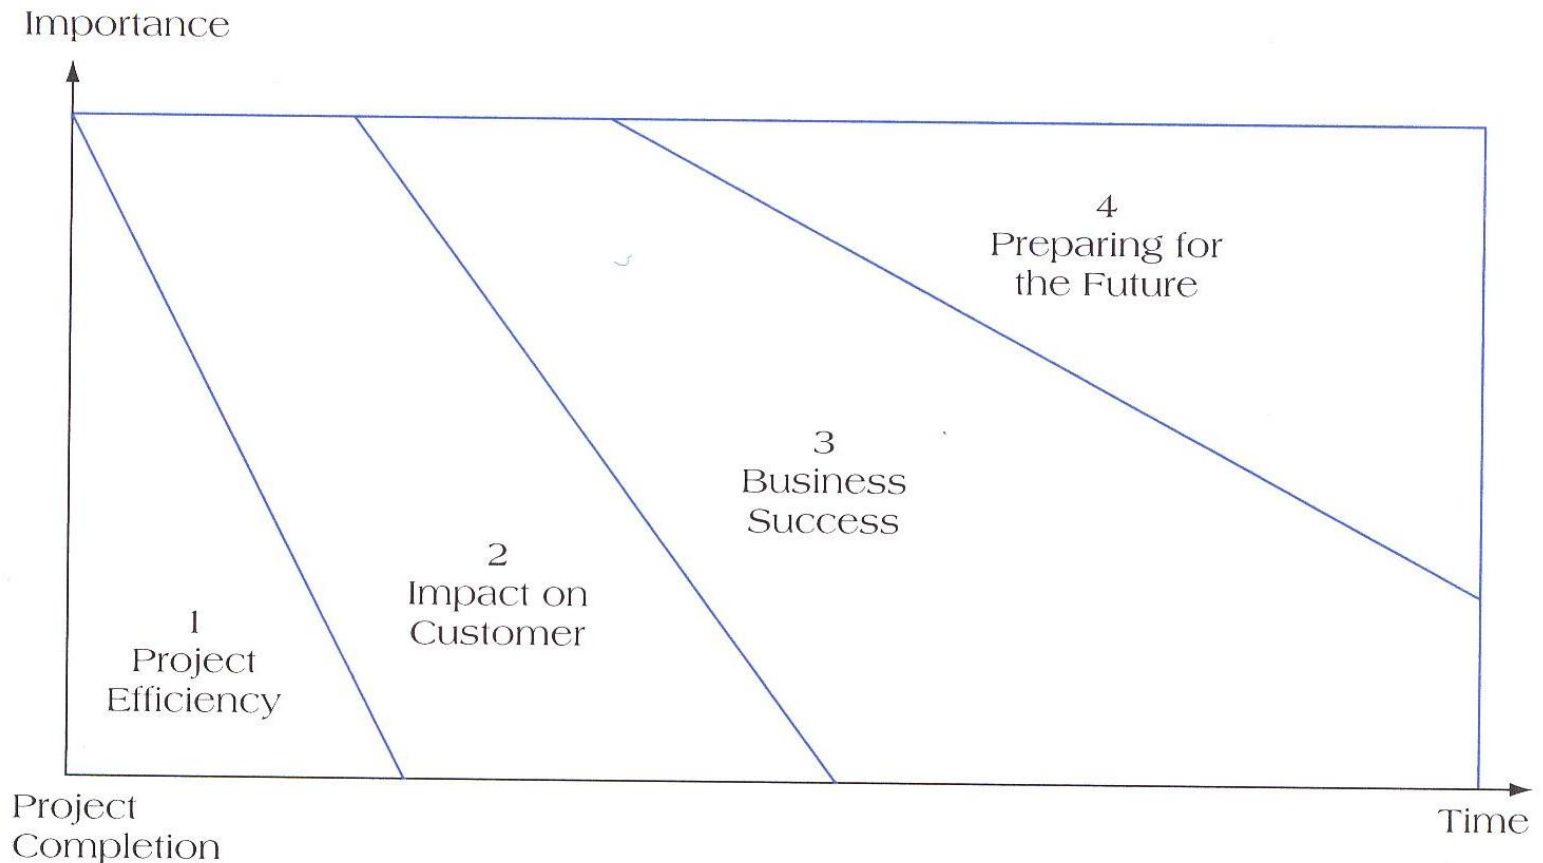 Importance
4
Preparing for
the Future
3
Business
Success
2
Impact on
Customer
1
Project
Efficiency
Project
Completion
Time